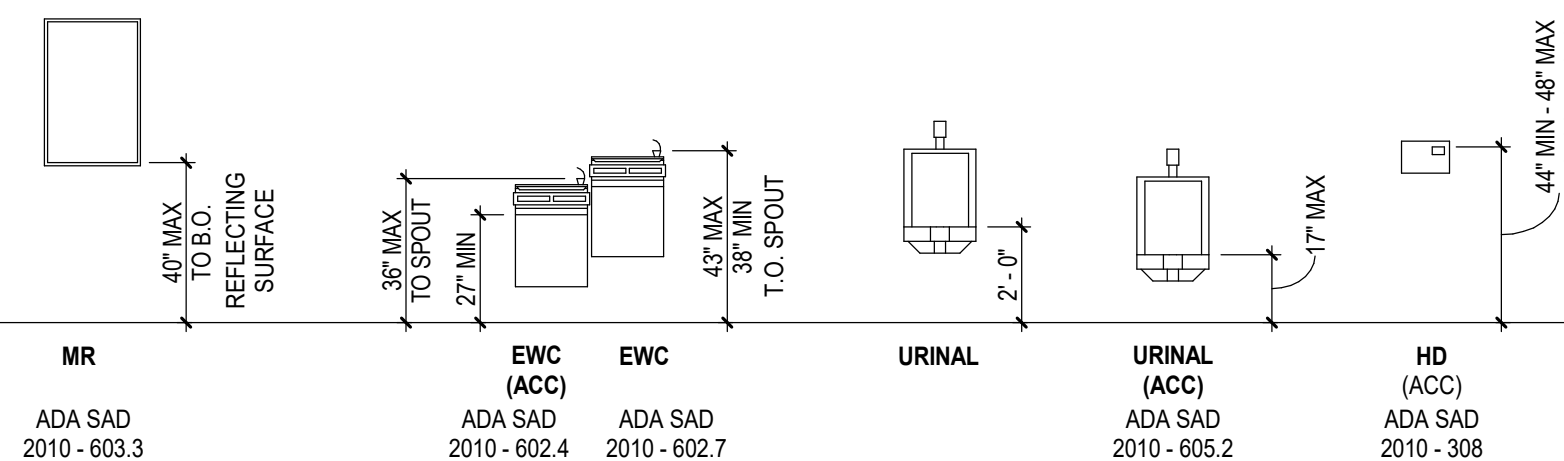 40" MAX
TO B.O.
REFLECTING
SURFACE
36" MAX
TO SPOUT
27" MIN
43" MAX
38" MIN
T.O. SPOUT
2' - 0"
17" MAX
44" MIN - 48" MAX
MR
ADA SAD
2010 - 603.3
EWC
(ACC)
ADA SAD
2010 - 602.4
EWC
ADA SAD
2010 - 602.7
URINAL
URINAL
(ACC)
ADA SAD
2010 - 605.2
HD
(ACC)
ADA SAD
2010 - 308